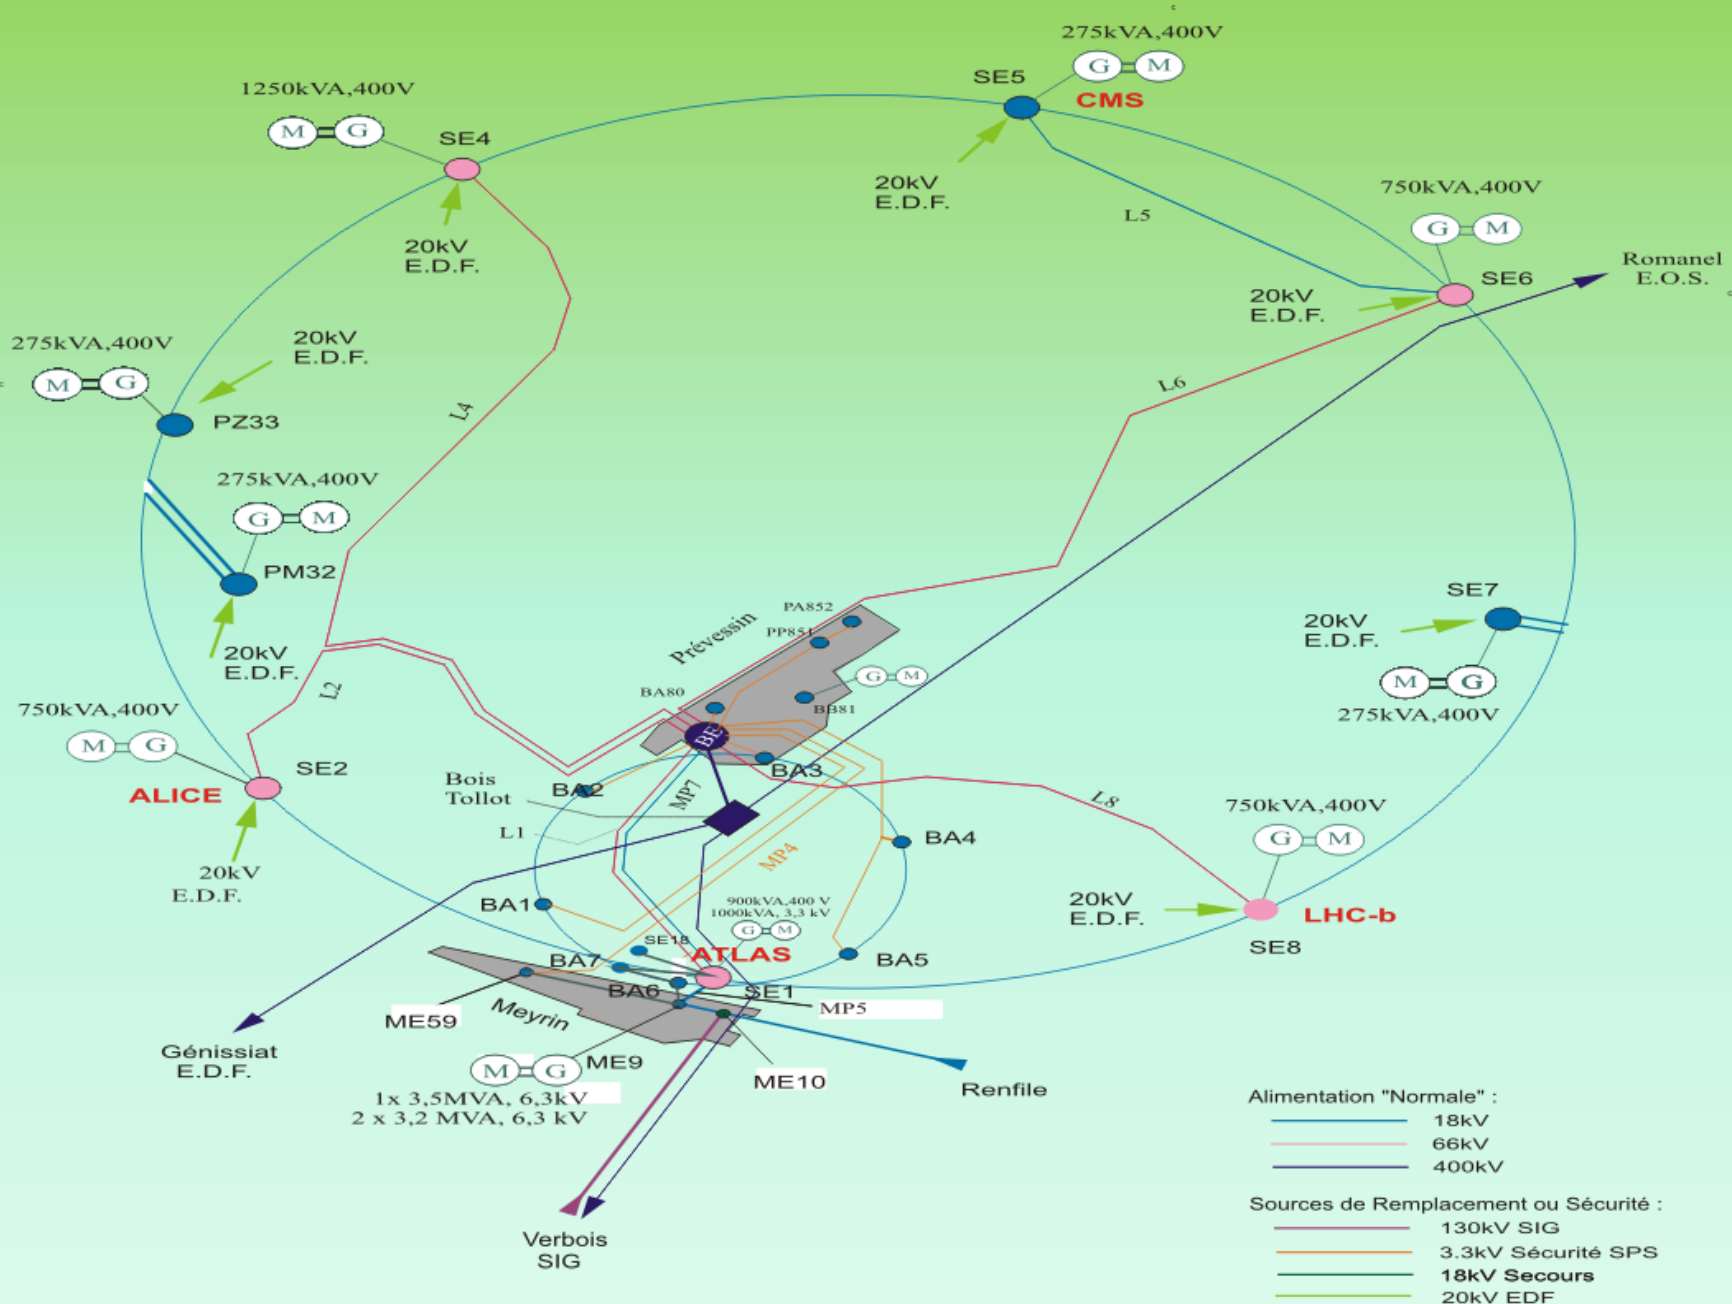 275kVA,400V
G
M
SE5
CMS
1250kVA,400V
M
G
SE4
20kV
E.D.F.
20kV
E.D.F.
L5
750kVA,400V
G
M
SE6
Romanel
E.O.S.
20kV
E.D.F.
275kVA,400V
M
G
20kV
E.D.F.
PZ33
L4
L6
275kVA,400V
G
M
PM32
20kV
E.D.F.
L2
SE7
20kV
E.D.F.
M
G
275kVA,400V
Prévessin
PA852
PP851
BA80
G
M
BB81
BE
BA3
750kVA,400V
M
G
SE2
ALICE
20kV
E.D.F.
Bois
Tollot
BA2
MP7
L1
L8
MP4
BA4
750kVA,400V
G
M
20kV
E.D.F.
LHC-b
SE8
BA1
900kVA,400 V
1000kVA, 3,3 kV
G
M
SE18
ATLAS
BA7
BA5
BA6
SE1
MP5
ME59
Meyrin
ME9
M
G
1x 3,5MVA, 6,3kV
2 x 3,2 MVA, 6,3 kV
ME10
Renfile
Génissiat
E.D.F.
Verbois
SIG
Alimentation "Normale" :
18kV
66kV
400kV
Sources de Remplacement ou Sécurité :
130kV SIG
3.3kV Sécurité SPS
18kV Secours
20kV EDF